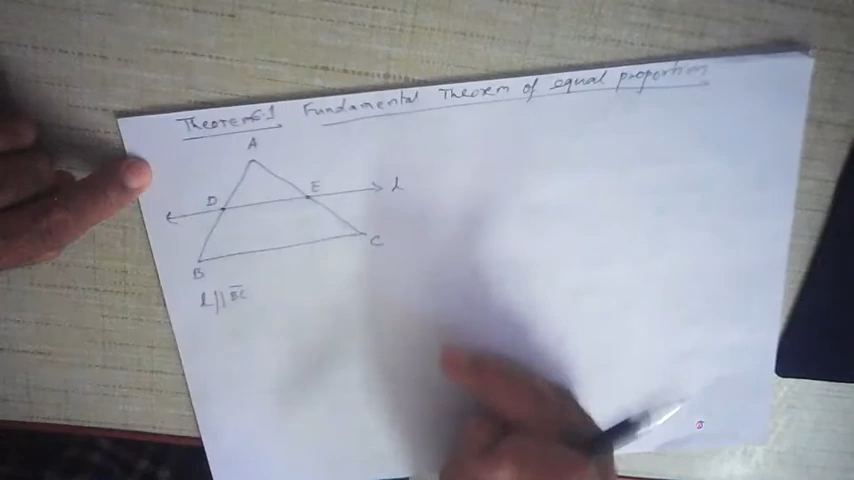 Theorem 6.1 Fundamental Theorem of equal proportion
A
D E l
B C
l || BC